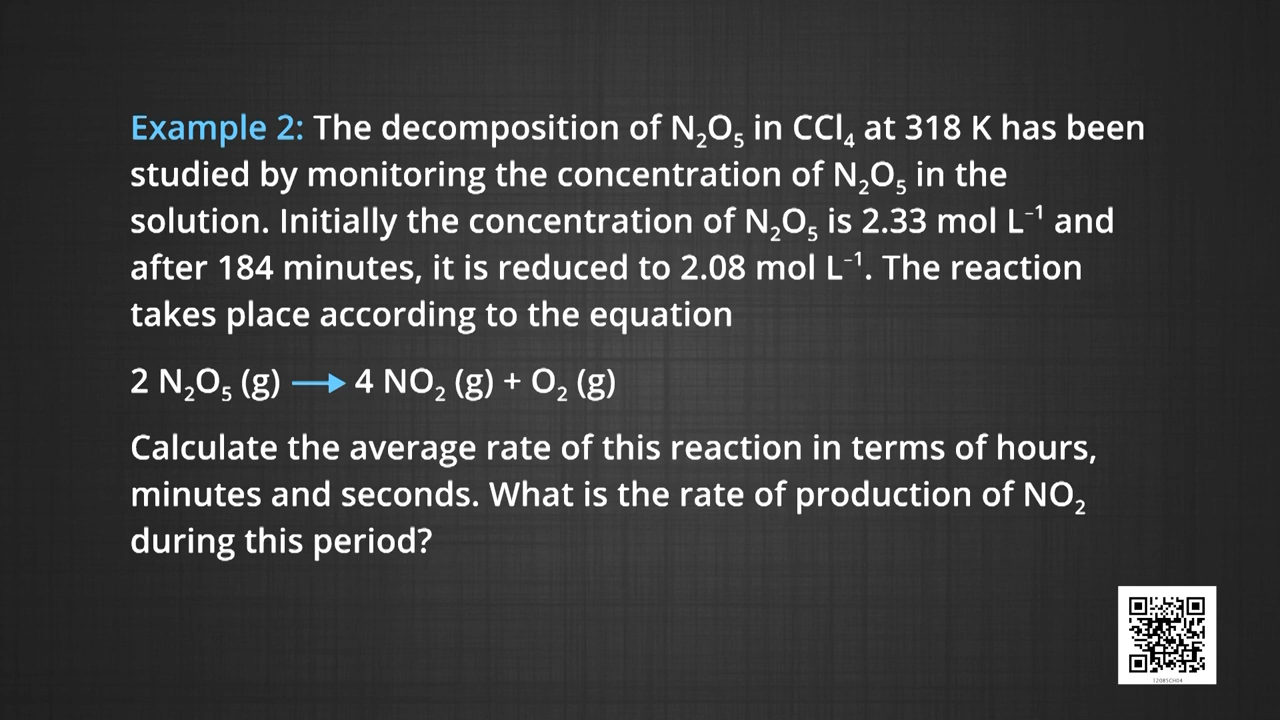 Example 2: The decomposition of N₂O₅ in CCl₄ at 318 K has been
studied by monitoring the concentration of N₂O₅ in the
solution. Initially the concentration of N₂O₅ is 2.33 mol L⁻¹ and
after 184 minutes, it is reduced to 2.08 mol L⁻¹. The reaction
takes place according to the equation
2 N₂O₅ (g) ⟶ 4 NO₂ (g) + O₂ (g)
Calculate the average rate of this reaction in terms of hours,
minutes and seconds. What is the rate of production of NO₂
during this period?
12085CH04